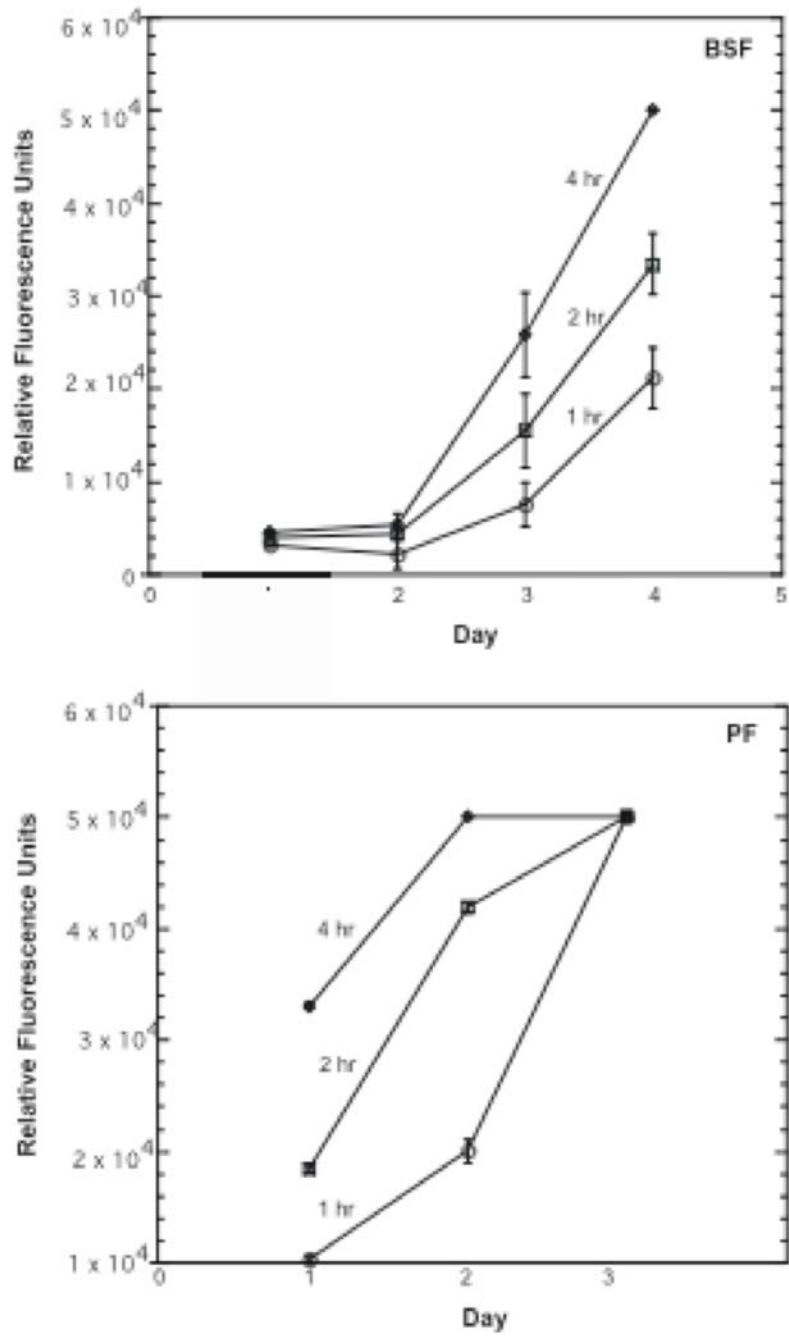 BSF
Relative Fluorescence Units
6 x 10⁴
5 x 10⁴
4 x 10⁴
3 x 10⁴
2 x 10⁴
1 x 10⁴
0
4 hr
2 hr
1 hr
0 2 3 4 5
Day
PF
Relative Fluorescence Units
6 x 10⁴
5 x 10⁴
4 x 10⁴
3 x 10⁴
2 x 10⁴
1 x 10⁴
4 hr
2 hr
1 hr
0 1 2 3
Day